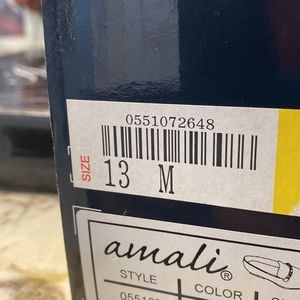 0551072648
SIZE
13 M
amali®
STYLE COLOR